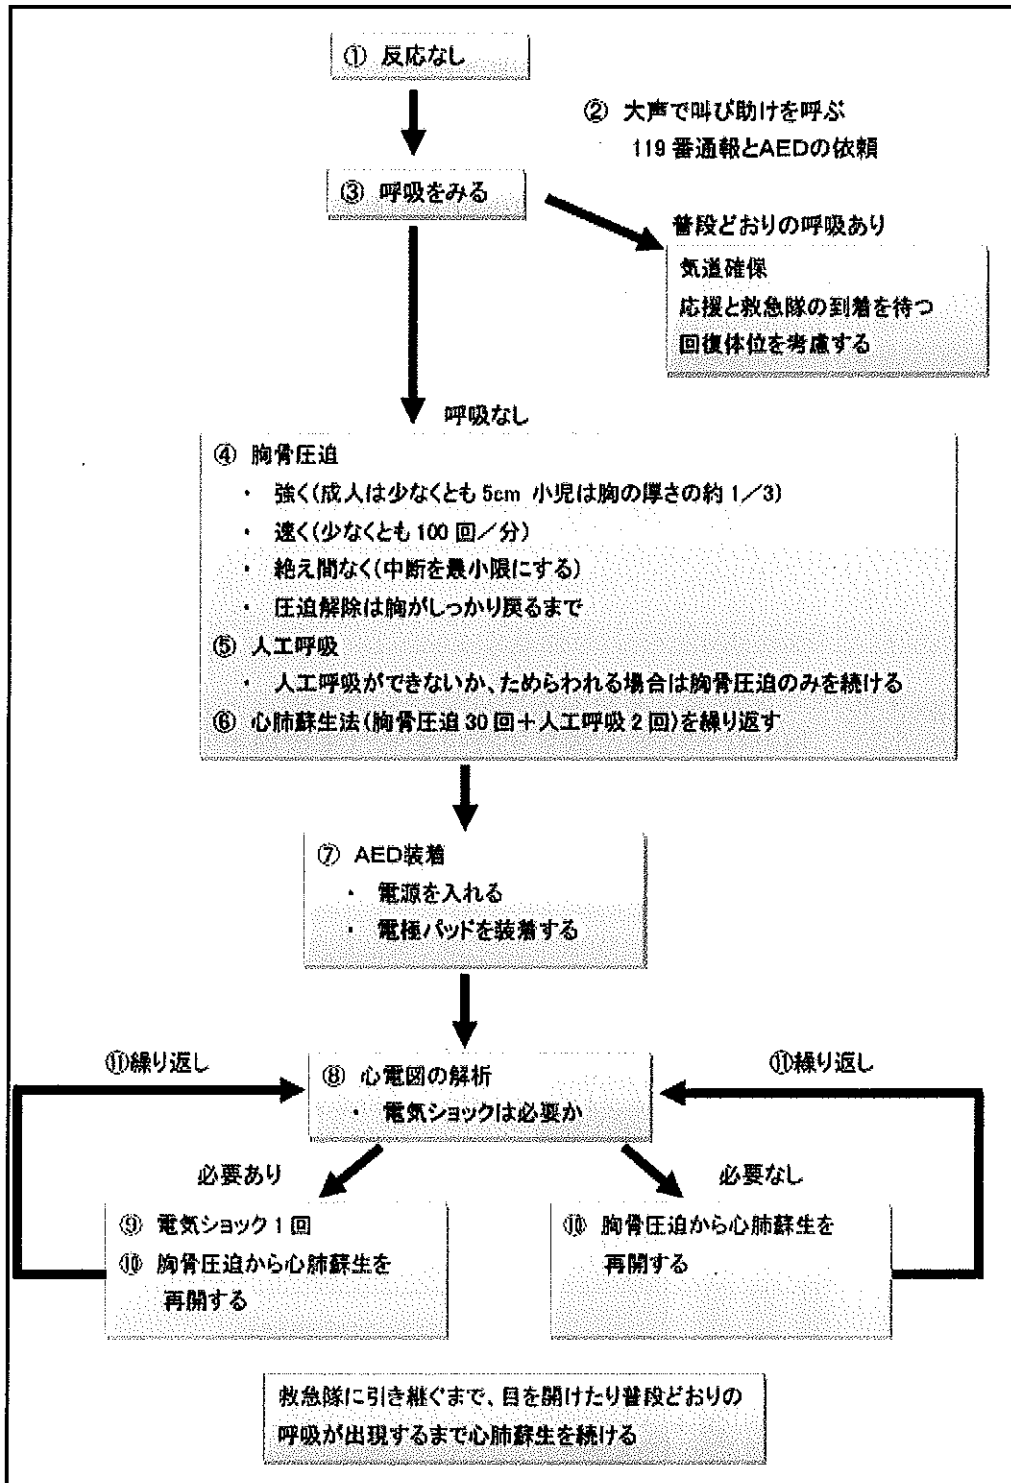 ① 反応なし
② 大声で叫び助けを呼ぶ
119番通報とAEDの依頼
③ 呼吸をみる
普段どおりの呼吸あり
気道確保
応援と救急隊の到着を待つ
回復体位を考慮する
呼吸なし
④ 胸骨圧迫
・ 強く(成人は少なくとも5cm 小児は胸の厚さの約1/3)
・ 速く(少なくとも100回/分)
・ 絶え間なく(中断を最小限にする)
・ 圧迫解除は胸がしっかり戻るまで
⑤ 人工呼吸
・ 人工呼吸ができないか、ためらわれる場合は胸骨圧迫のみを続ける
⑥ 心肺蘇生法(胸骨圧迫30回+人工呼吸2回)を繰り返す
⑦ AED装着
・ 電源を入れる
・ 電極パッドを装着する
⑪繰り返し
⑧ 心電図の解析
・ 電気ショックは必要か
⑪繰り返し
必要あり
必要なし
⑨ 電気ショック1回
⑩ 胸骨圧迫から心肺蘇生を
再開する
⑩ 胸骨圧迫から心肺蘇生を
再開する
救急隊に引き継ぐまで、目を開けたり普段どおりの
呼吸が出現するまで心肺蘇生を続ける